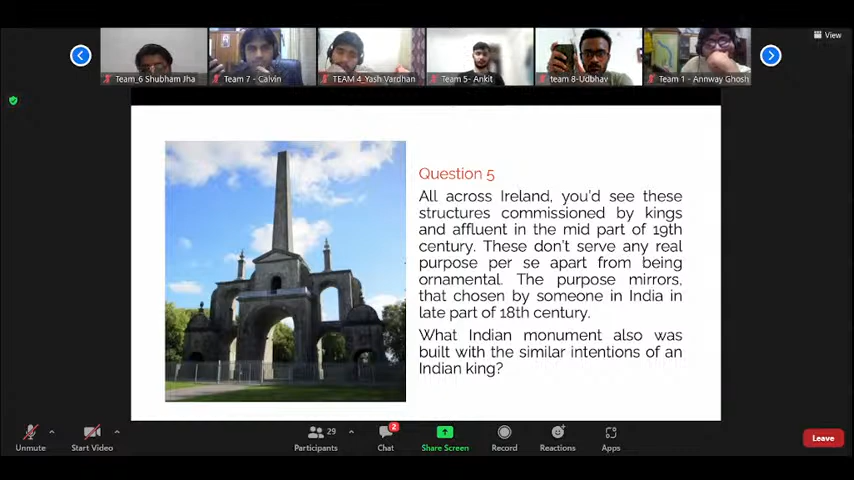 View
Team_6 Shubham Jha
Team 7 - Calvin
TEAM 4_Yash Vardhan
Team 5- Ankit
team 8-Udbhav
Team 1 - Annway Ghosh
Question 5
All across Ireland, you'd see these
structures commissioned by kings
and affluent in the mid part of 19th
century. These don't serve any real
purpose per se apart from being
ornamental. The purpose mirrors,
that chosen by someone in India in
late part of 18th century.
What Indian monument also was
built with the similar intentions of an
Indian king?
29
2
Unmute
Start Video
Participants
Chat
Share Screen
Record
Reactions
Apps
Leave